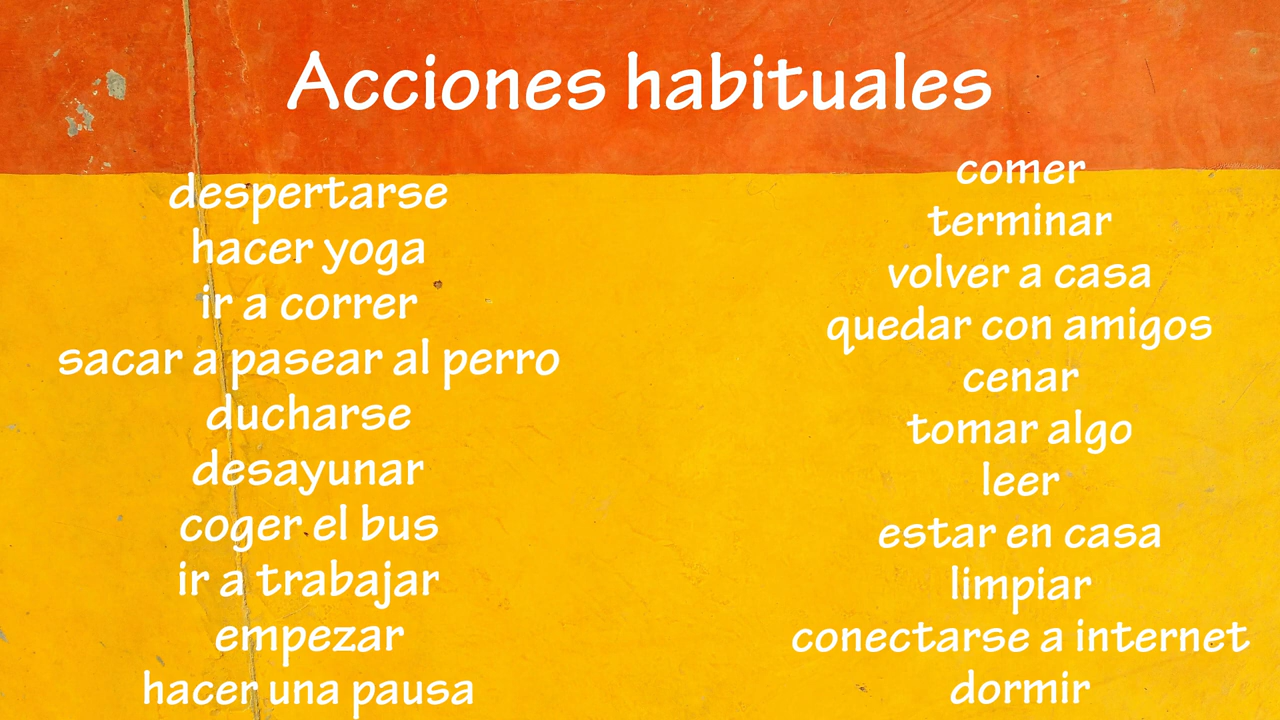 Acciones habituales
despertarse
hacer yoga
ir a correr
sacar a pasear al perro
ducharse
desayunar
coger el bus
ir a trabajar
empezar
hacer una pausa
comer
terminar
volver a casa
quedar con amigos
cenar
tomar algo
leer
estar en casa
limpiar
conectarse a internet
dormir